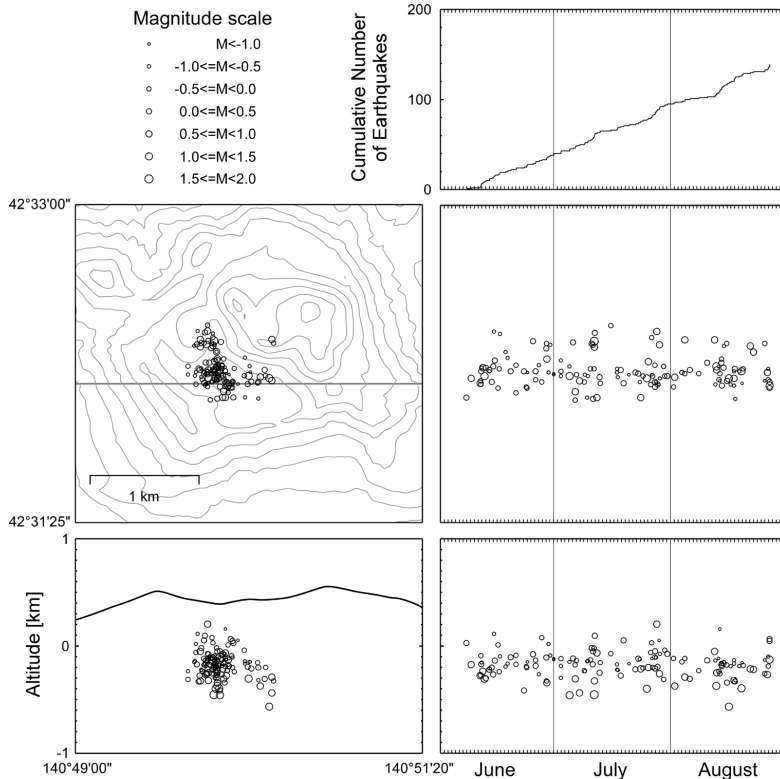 Magnitude scale
M<-1.0
-1.0<=M<-0.5
-0.5<=M<0.0
0.0<=M<0.5
0.5<=M<1.0
1.0<=M<1.5
1.5<=M<2.0
Cumulative Number
of Earthquakes
200
100
0
42°33'00"
1 km
42°31'25"
Altitude [km]
1
0
-1
140°49'00"
140°51'20"
June
July
August